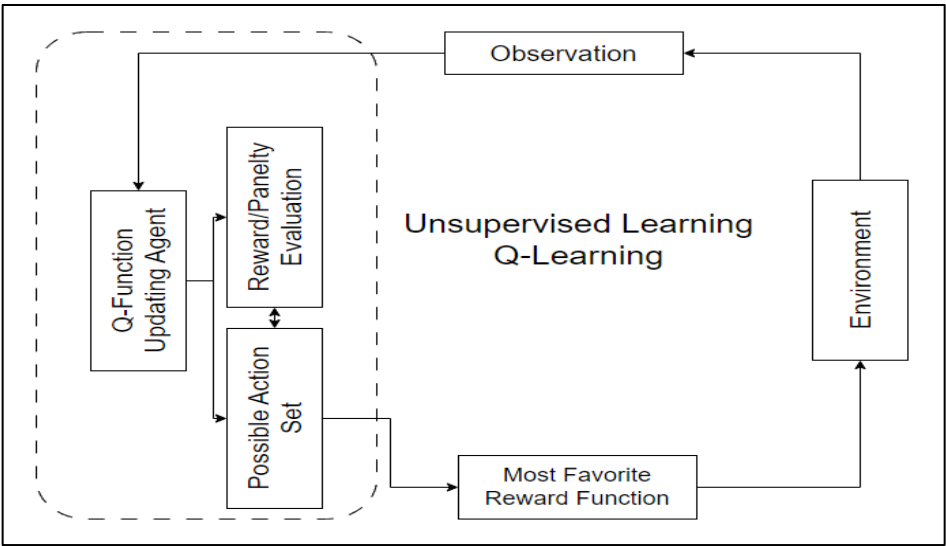 Observation
Q-Function
Updating Agent
Reward/Panelty
Evaluation
Possible Action
Set
Unsupervised Learning
Q-Learning
Environment
Most Favorite
Reward Function